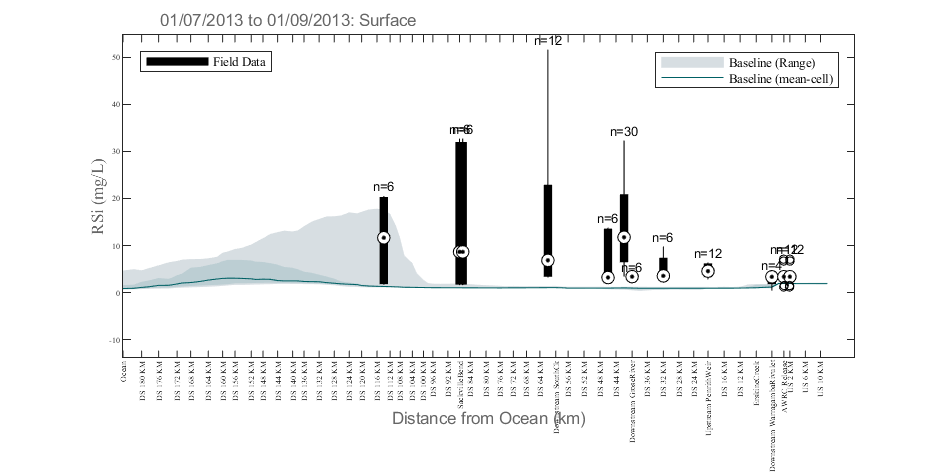 01/07/2013 to 01/09/2013: Surface
Field Data
Baseline (Range)
Baseline (mean-cell)
n=12
n=6
n=6
n=30
n=6
n=6
n=6
n=12
n=4
n=12
RSi (mg/L)
50
40
30
20
10
0
-10
Ocean
DS 180 KM
DS 176 KM
DS 172 KM
DS 168 KM
DS 164 KM
DS 160 KM
DS 156 KM
DS 152 KM
DS 148 KM
DS 144 KM
DS 140 KM
DS 136 KM
DS 132 KM
DS 128 KM
DS 124 KM
DS 120 KM
DS 116 KM
DS 112 KM
DS 108 KM
DS 104 KM
DS 100 KM
DS 96 KM
DS 92 KM
DS 84 KM
DS 80 KM
DS 76 KM
DS 72 KM
DS 68 KM
DS 64 KM
DS 56 KM
DS 52 KM
DS 48 KM
DS 44 KM
Downstream GroseRiver
DS 36 KM
DS 32 KM
DS 28 KM
DS 24 KM
Upstream PenrithWeir
DS 16 KM
DS 12 KM
ErskineCreek
US 6 KM
US 10 KM
Distance from Ocean (km)